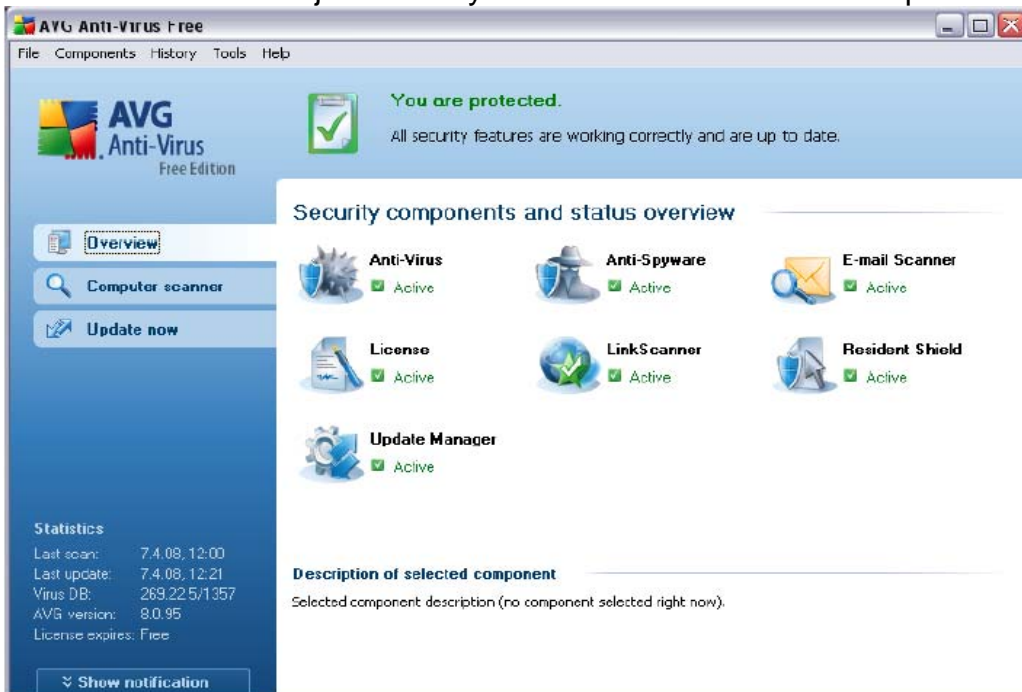 AVG Anti-Virus Free
File Components History Tools Help
AVG
Anti-Virus
Free Edition
You are protected.
All security features are working correctly and are up to date.
Security components and status overview
Overview
Computer scanner
Update now
Anti-Virus
Active
Anti-Spyware
Active
E-mail Scanner
Active
License
Active
LinkScanner
Active
Resident Shield
Active
Update Manager
Active
Statistics
Last scan: 7.4.08, 12:00
Last update: 7.4.08, 12:21
Virus DB: 269.22.5/1357
AVG version: 8.0.95
License expires: Free
Show notification
Description of selected component
Selected component description (no component selected right now).